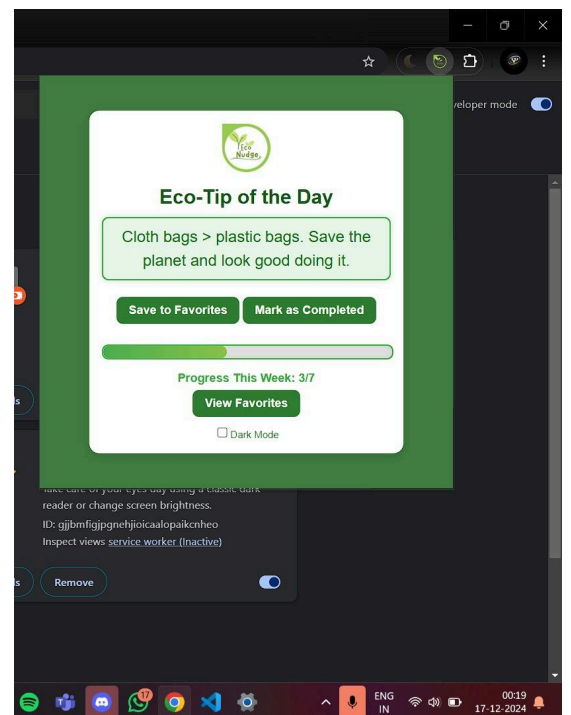 veloper mode
Eco
Nudge
Eco-Tip of the Day
Cloth bags > plastic bags. Save the
planet and look good doing it.
Save to Favorites
Mark as Completed
Progress This Week: 3/7
View Favorites
Dark Mode
ls
Take care of your eyes day using a classic dark
reader or change screen brightness.
ID: gjjbmfigjpgnehjioicaalopaikcnheo
Inspect views service worker (Inactive)
ls
Remove
17
ENG
IN
00:19
17-12-2024